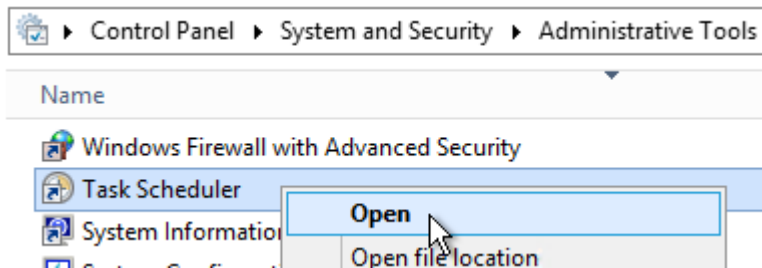 Control Panel ▸ System and Security ▸ Administrative Tools
Name
Windows Firewall with Advanced Security
Task Scheduler
Open
System Information
Open file location